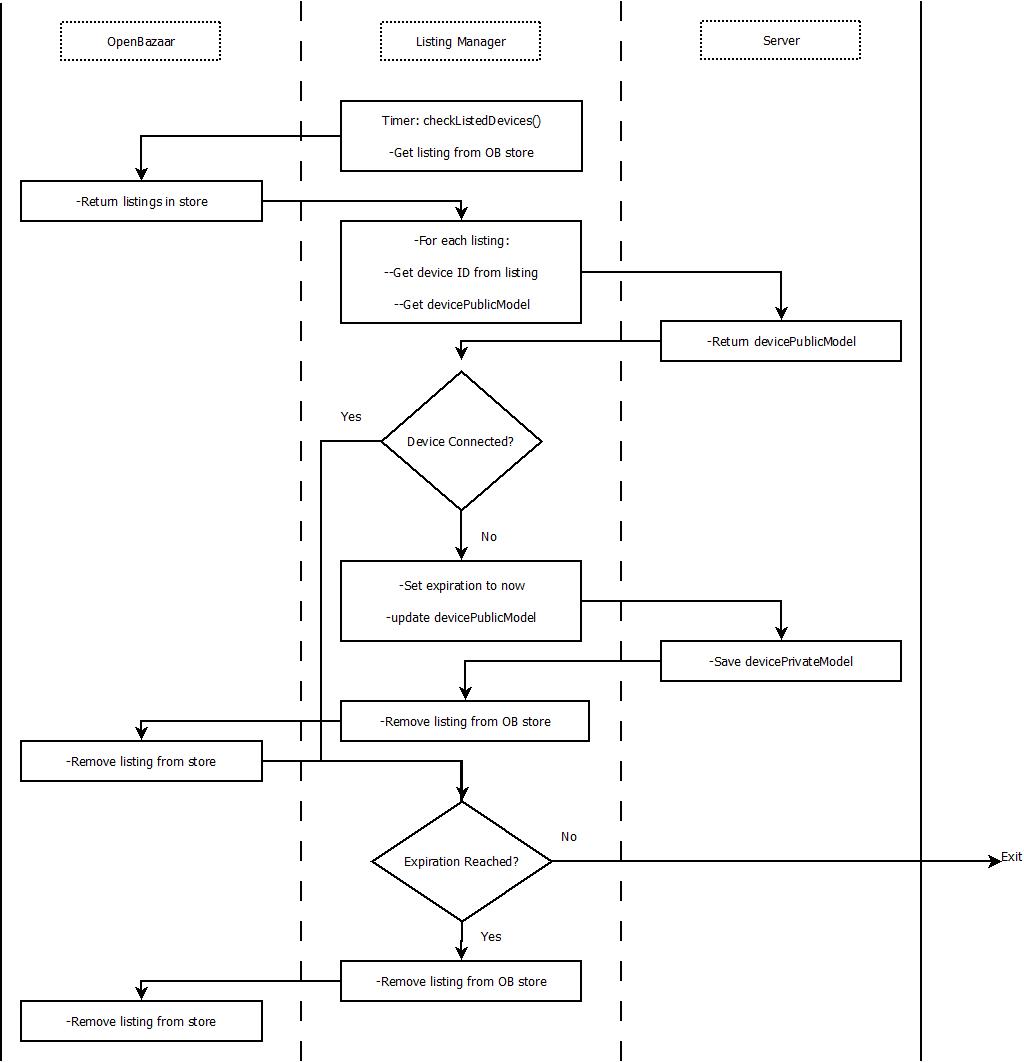 OpenBazaar
Listing Manager
Server
Timer: checkListedDevices()
-Get listing from OB store
-Return listings in store
-For each listing:
--Get device ID from listing
--Get devicePublicModel
-Return devicePublicModel
Yes
Device Connected?
No
-Set expiration to now
-update devicePublicModel
-Save devicePrivateModel
-Remove listing from OB store
-Remove listing from store
No
Expiration Reached?
Exit
Yes
-Remove listing from OB store
-Remove listing from store